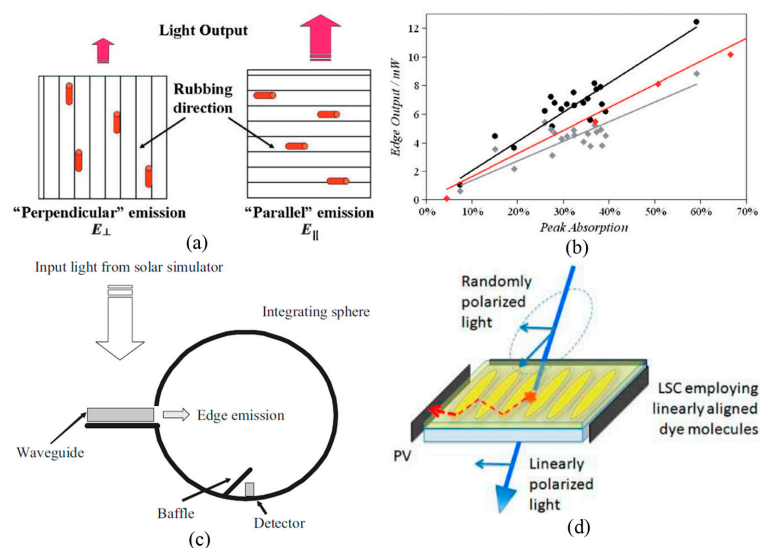 Light Output
Rubbing
direction
“Perpendicular” emission
E⊥
“Parallel” emission
E∥
(a)
Edge Output / mW
14
12
10
8
6
4
2
0
0%
10%
20%
30%
40%
50%
60%
70%
Peak Absorption
(b)
Input light from solar simulator
Integrating sphere
Edge emission
Waveguide
Baffle
Detector
(c)
Randomly
polarized
light
LSC employing
linearly aligned
dye molecules
PV
Linearly
polarized
light
(d)